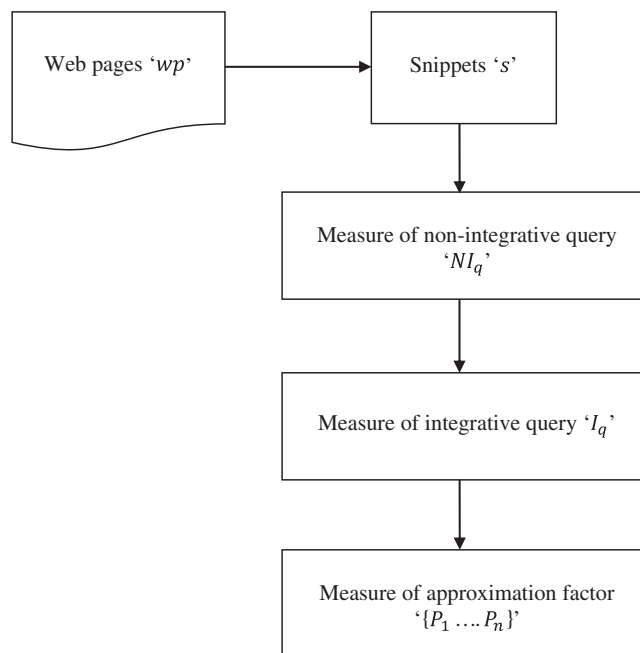 Web pages ‘wp’
Snippets ‘s’
Measure of non-integrative query
‘NI_q’
Measure of integrative query ‘I_q’
Measure of approximation factor
‘{P_1 …. P_n}’